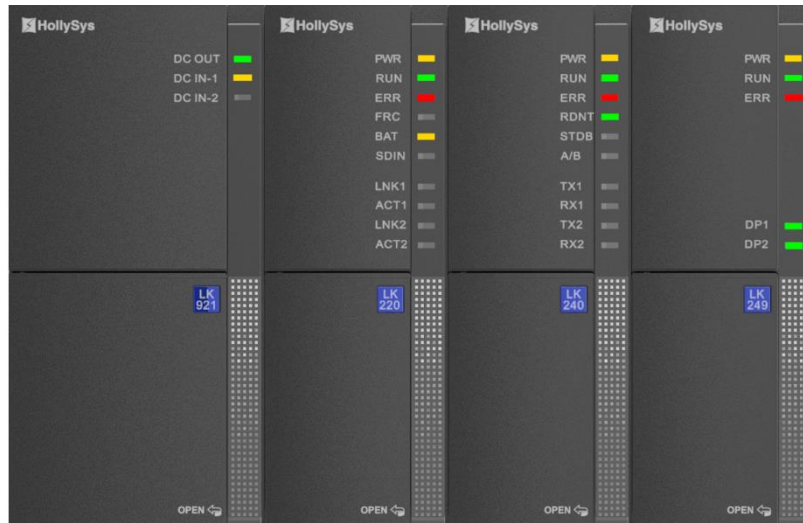 HollySys
DC OUT
DC IN-1
DC IN-2
LK
921
OPEN
HollySys
PWR
RUN
ERR
FRC
BAT
SDIN
LNK1
ACT1
LNK2
ACT2
LK
220
OPEN
HollySys
PWR
RUN
ERR
RDNT
STDB
A/B
TX1
RX1
TX2
RX2
LK
240
OPEN
HollySys
PWR
RUN
ERR
DP1
DP2
LK
249
OPEN